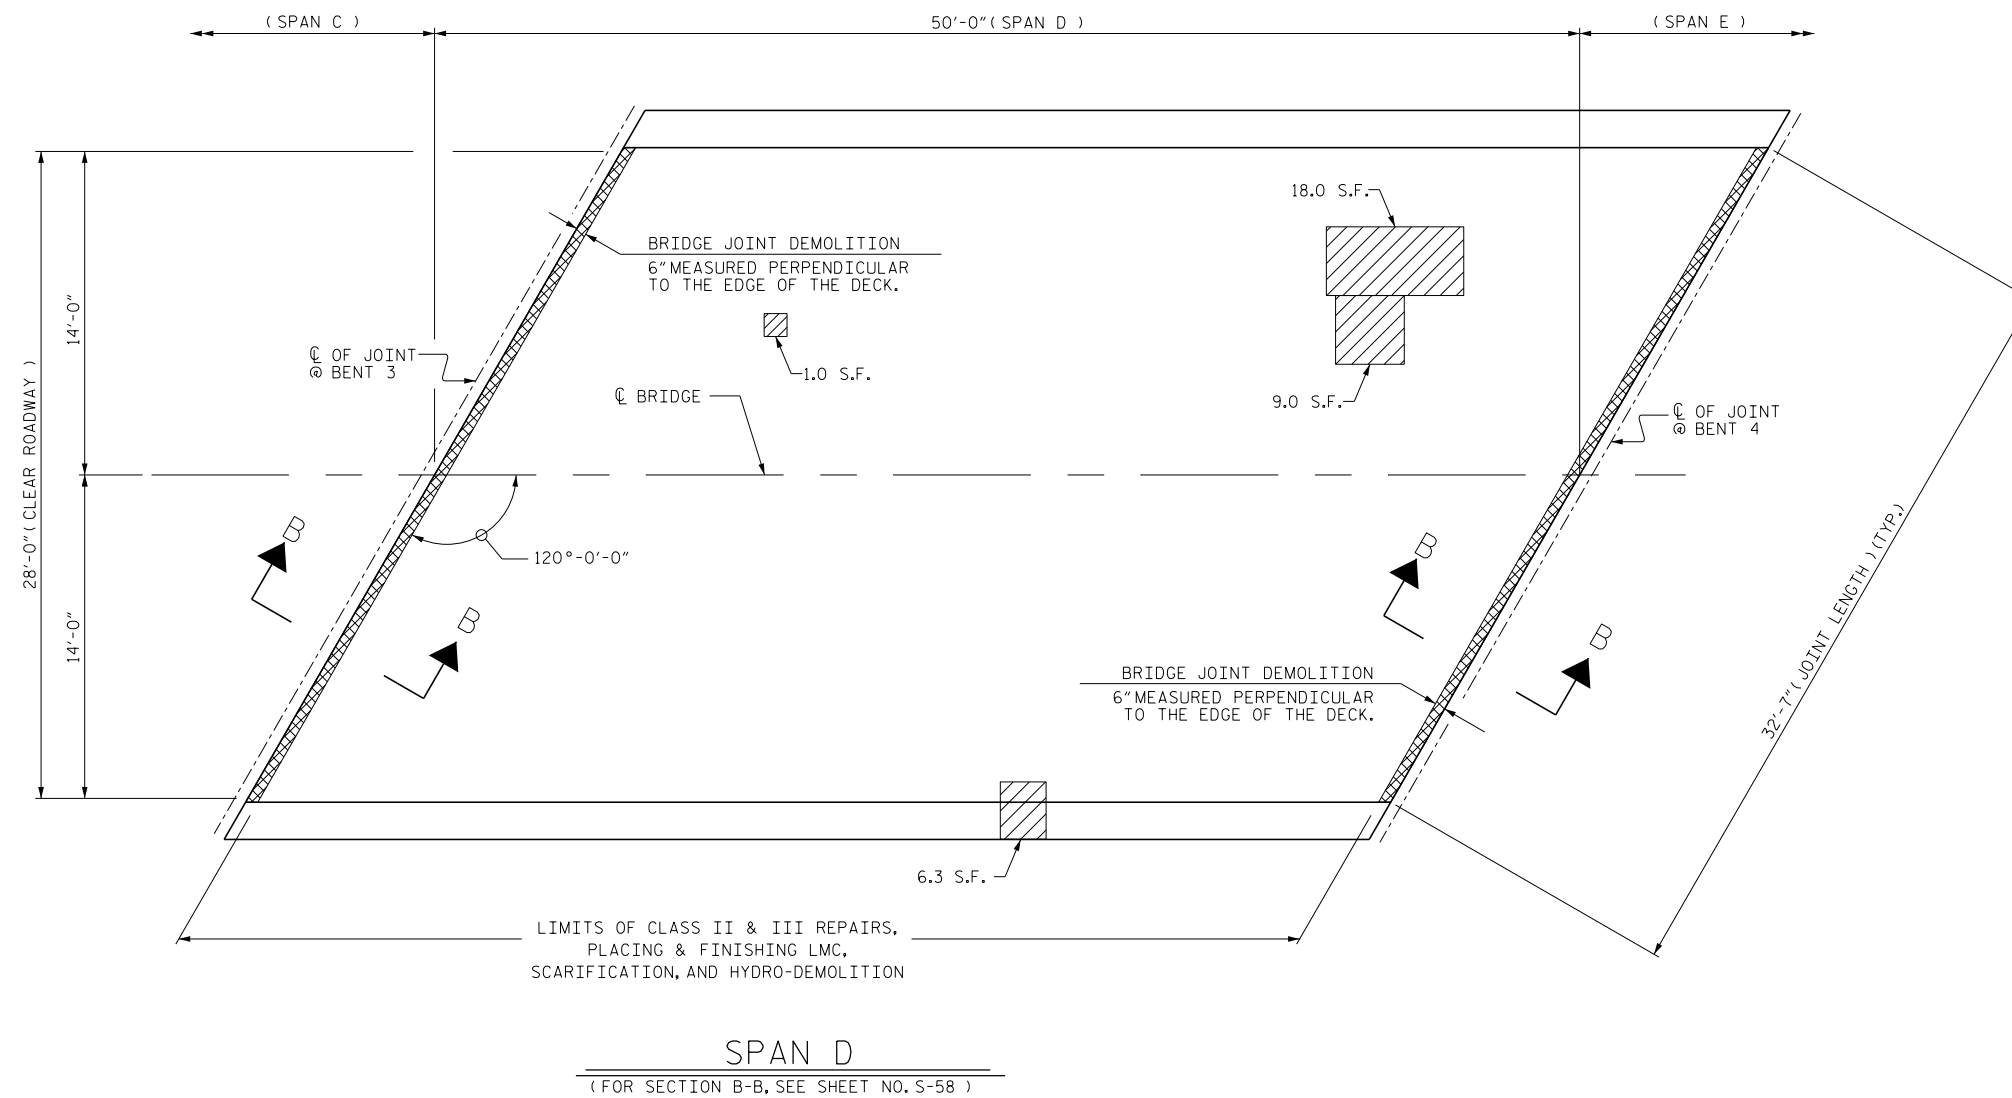 ( SPAN C )
50'-0" ( SPAN D )
( SPAN E )
18.0 S.F.
BRIDGE JOINT DEMOLITION
6" MEASURED PERPENDICULAR
TO THE EDGE OF THE DECK.
14'-0"
28'-0" ( CLEAR ROADWAY )
℄ OF JOINT
@ BENT 3
1.0 S.F.
℄ BRIDGE
9.0 S.F.
℄ OF JOINT
@ BENT 4
B
120°-0'-0"
B
B
B
14'-0"
BRIDGE JOINT DEMOLITION
6" MEASURED PERPENDICULAR
TO THE EDGE OF THE DECK.
32'-7" ( JOINT LENGTH ) (TYP.)
6.3 S.F.
LIMITS OF CLASS II & III REPAIRS,
PLACING & FINISHING LMC,
SCARIFICATION, AND HYDRO-DEMOLITION
SPAN D
( FOR SECTION B-B, SEE SHEET NO. S-58 )